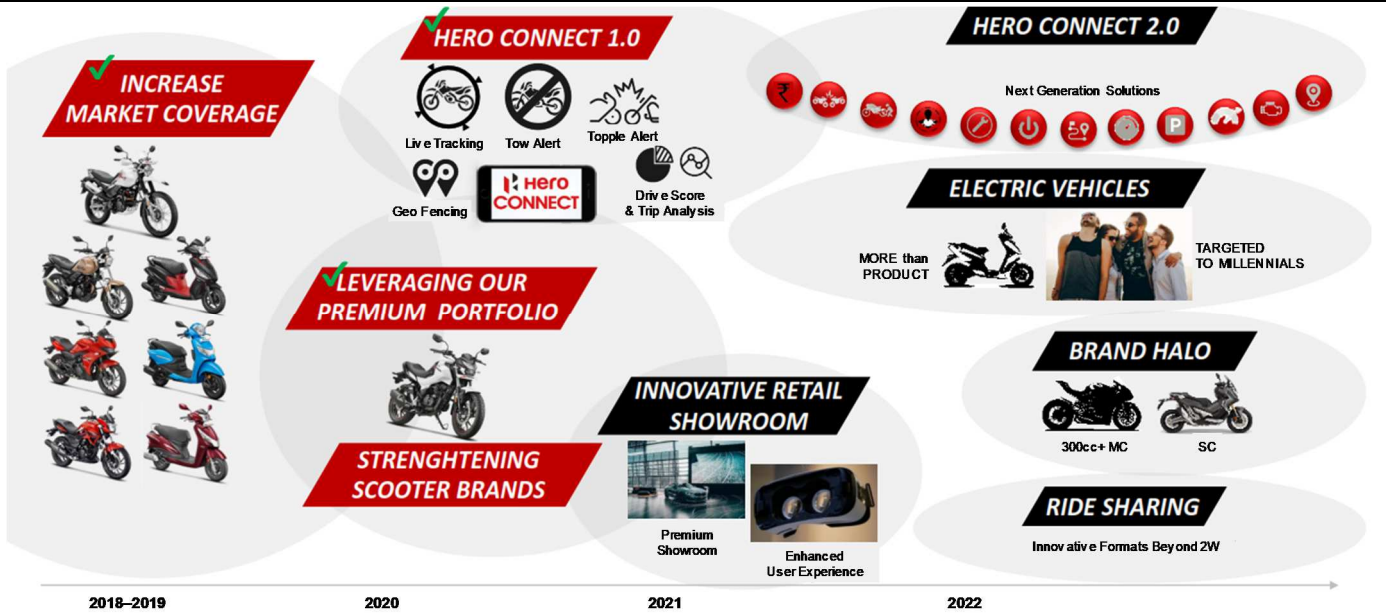 INCREASE
MARKET COVERAGE
HERO CONNECT 1.0
Live Tracking
Tow Alert
Topple Alert
Geo Fencing
Hero
CONNECT
Drive Score
& Trip Analysis
LEVERAGING OUR
PREMIUM PORTFOLIO
STRENGHTENING
SCOOTER BRANDS
INNOVATIVE RETAIL
SHOWROOM
Premium
Showroom
Enhanced
User Experience
HERO CONNECT 2.0
Next Generation Solutions
₹
P
ELECTRIC VEHICLES
MORE than
PRODUCT
TARGETED
TO MILLENNIALS
BRAND HALO
300cc+ MC
SC
RIDE SHARING
Innovative Formats Beyond 2W
2018–2019
2020
2021
2022